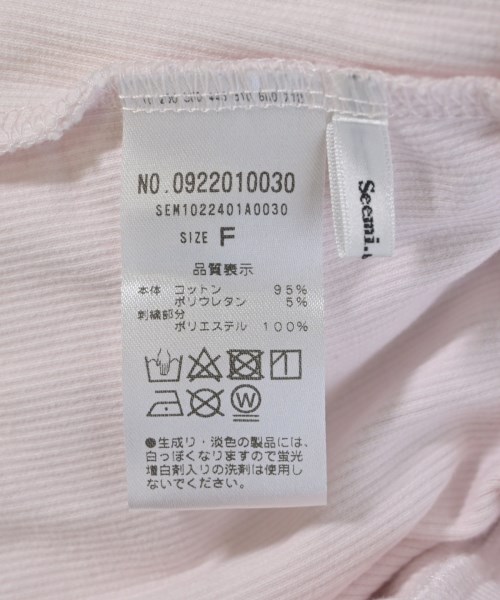 NO.0922010030
SEM1022401A0030
SIZE F
品質表示
本体 コットン 95%
ポリウレタン 5%
刺繍部分
ポリエステル 100%
W
●生成り・淡色の製品には、
白っぽくなりますので蛍光
増白剤入りの洗剤は使用し
ないでください。
Seemi.